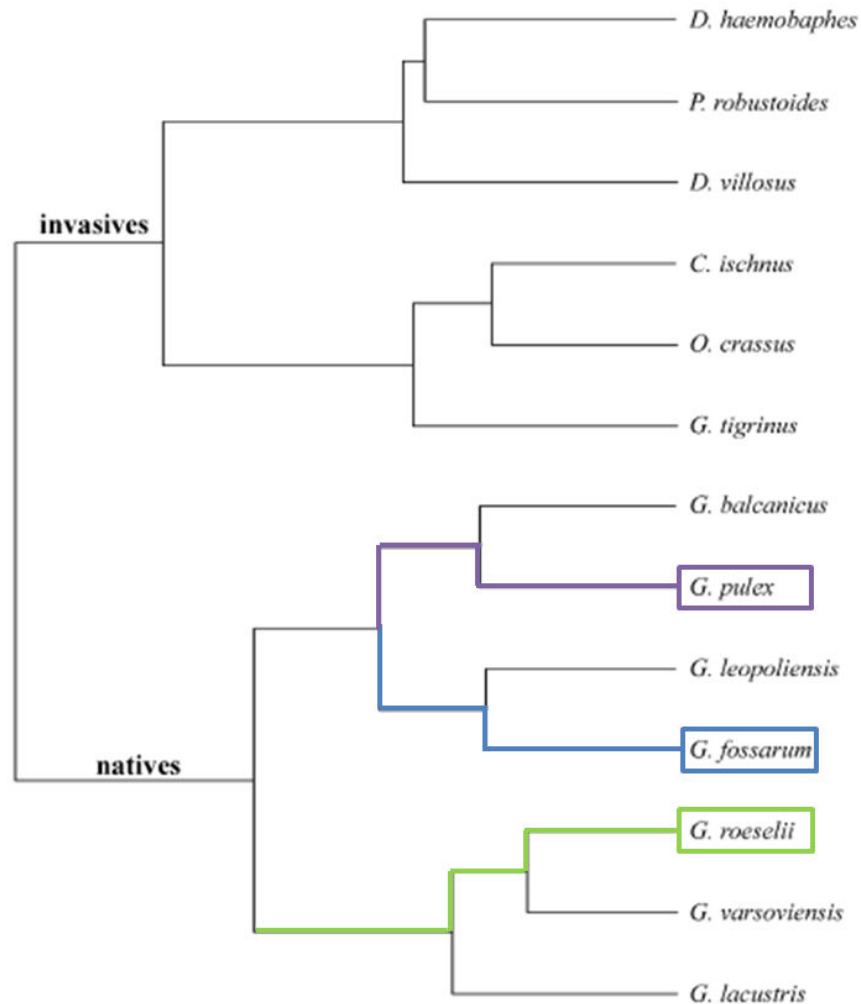 D. haemobaphes
P. robustoides
D. villosus
invasives
C. ischnus
O. crassus
G. tigrinus
G. balcanicus
G. pulex
G. leopoliensis
G. fossarum
natives
G. roeselii
G. varsoviensis
G. lacustris